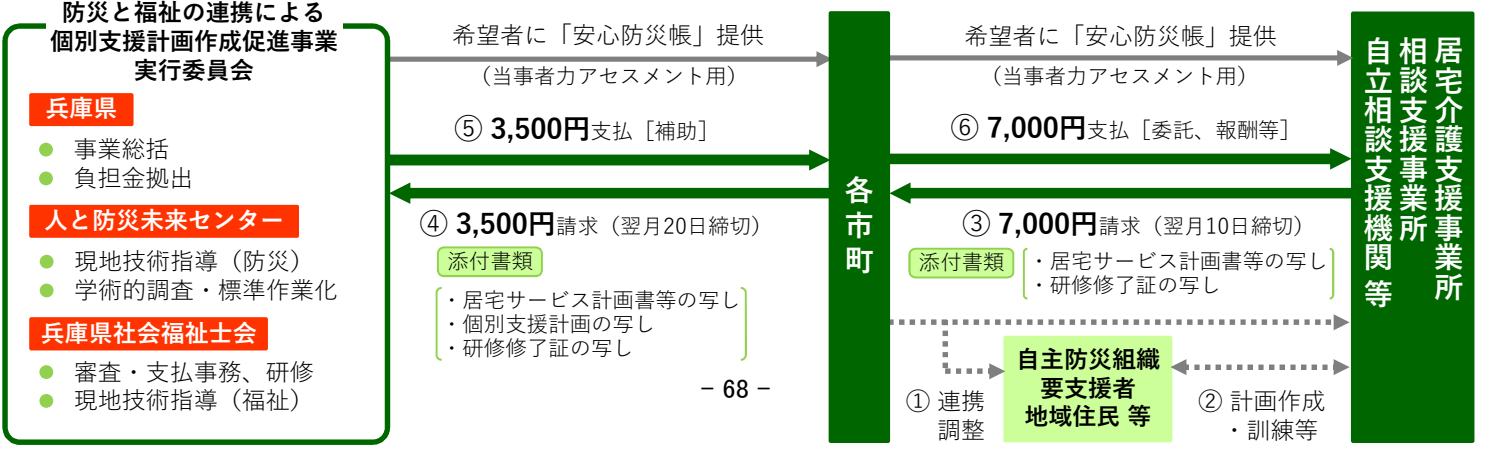 防災と福祉の連携による
個別支援計画作成促進事業
実行委員会
兵庫県
● 事業総括
● 負担金拠出
人と防災未来センター
● 現地技術指導（防災）
● 学術的調査・標準作業化
兵庫県社会福祉士会
● 審査・支払事務、研修
● 現地技術指導（福祉）
希望者に「安心防災帳」提供
（当事者力アセスメント用）
⑤ 3,500円支払［補助］
④ 3,500円請求（翌月20日締切）
添付書類
・居宅サービス計画書等の写し
・個別支援計画の写し
・研修修了証の写し
− 68 −
各市町
希望者に「安心防災帳」提供
（当事者力アセスメント用）
⑥ 7,000円支払［委託、報酬等］
③ 7,000円請求（翌月10日締切）
添付書類
・居宅サービス計画書等の写し
・研修修了証の写し
自主防災組織
要支援者
地域住民 等
① 連携
調整
② 計画作成
・訓練等
居宅介護支援事業所
相談支援事業所
自立相談支援機関 等